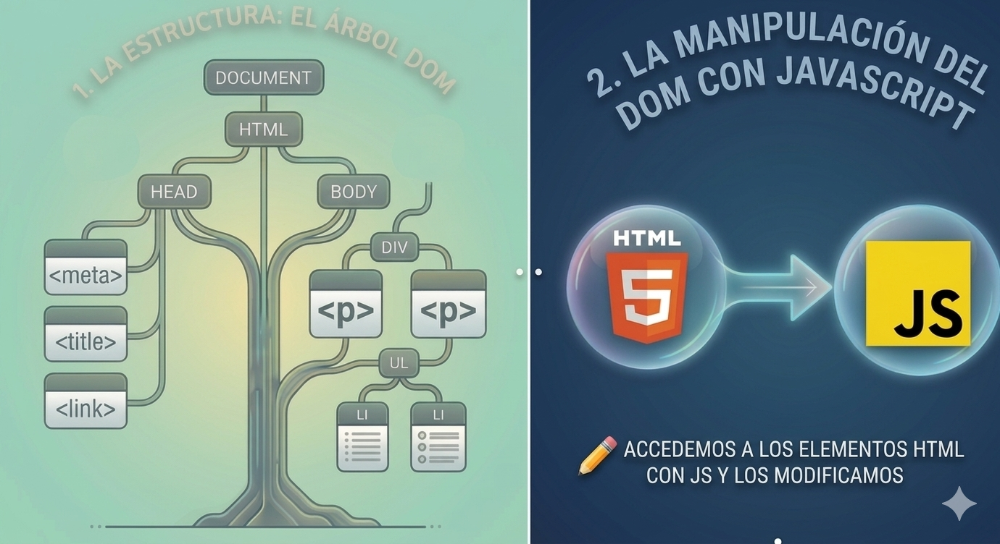 1. LA ESTRUCTURA: EL ÁRBOL DOM
DOCUMENT
HTML
HEAD
BODY
DIV
<meta>
<p>
<p>
<title>
UL
<link>
LI
LI
2. LA MANIPULACIÓN DEL
DOM CON JAVASCRIPT
HTML
5
JS
ACCEDEMOS A LOS ELEMENTOS HTML
CON JS Y LOS MODIFICAMOS